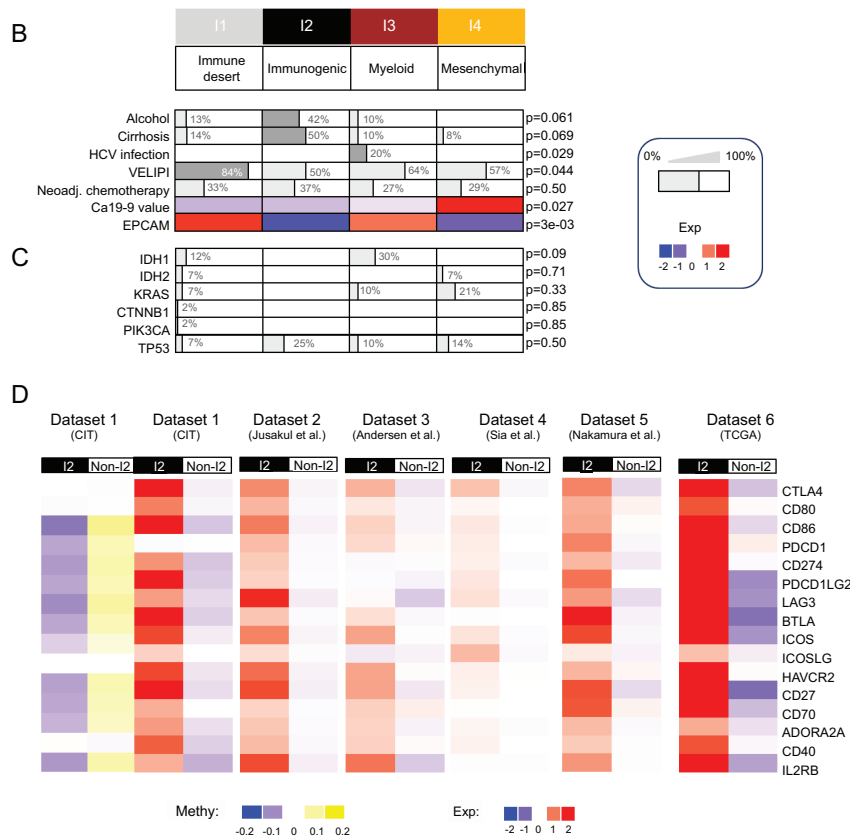 B
I1 I2 I3 I4
Immune desert Immunogenic Myeloid Mesenchymal
Alcohol 13% 42% 10% p=0.061
Cirrhosis 14% 50% 10% 8% p=0.069
HCV infection 20% p=0.029
VELIPI 84% 50% 64% 57% p=0.044
Neoadj. chemotherapy 33% 37% 27% 29% p=0.50
Ca19-9 value p=0.027
EPCAM p=3e-03
0% 100%
Exp
-2 -1 0 1 2
C
IDH1 12% 30% p=0.09
IDH2 7% 7% p=0.71
KRAS 7% 10% 21% p=0.33
CTNNB1 2% p=0.85
PIK3CA 2% p=0.85
TP53 7% 25% 10% 14% p=0.50
D
Dataset 1 Dataset 1 Dataset 2 Dataset 3 Dataset 4 Dataset 5 Dataset 6
(CIT) (CIT) (Jusakul et al.) (Andersen et al.) (Sia et al.) (Nakamura et al.) (TCGA)
I2 Non-I2 I2 Non-I2 I2 Non-I2 I2 Non-I2 I2 Non-I2 I2 Non-I2 I2 Non-I2
CTLA4
CD80
CD86
PDCD1
CD274
PDCD1LG2
LAG3
BTLA
ICOS
ICOSLG
HAVCR2
CD27
CD70
ADORA2A
CD40
IL2RB
Methy: -0.2 -0.1 0 0.1 0.2
Exp: -2 -1 0 1 2